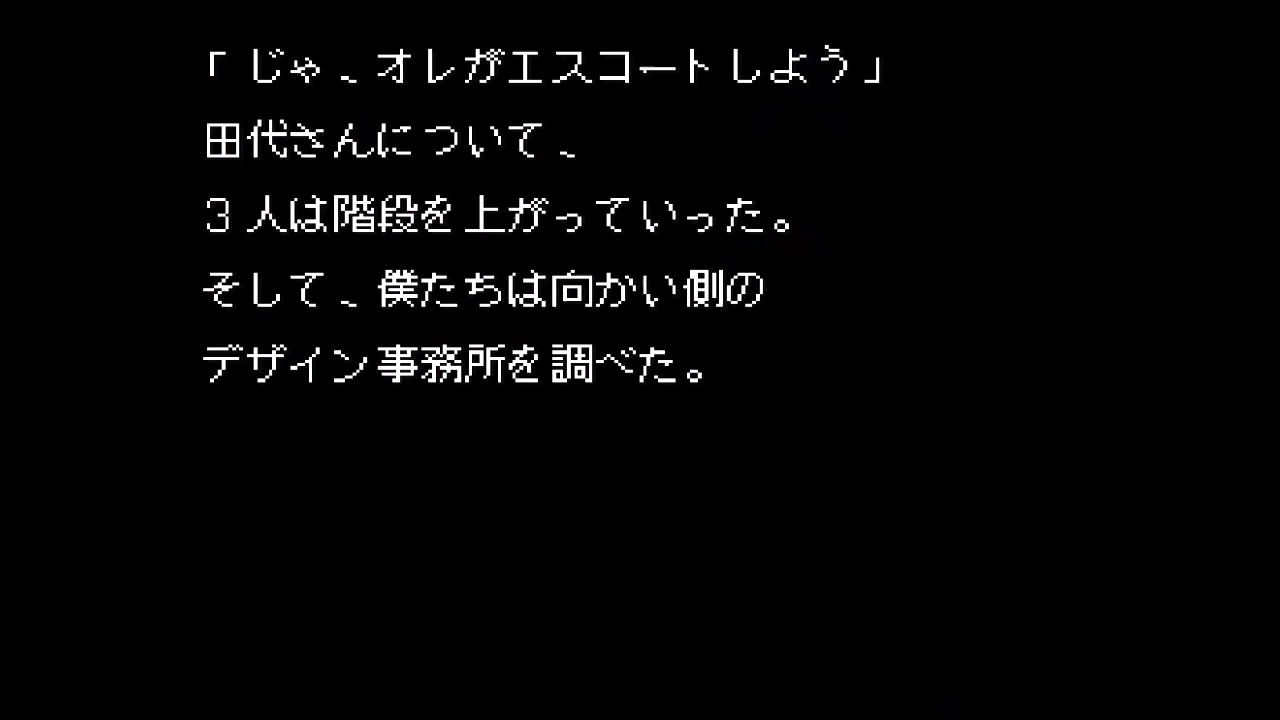 「じゃ、オレがエスコートしよう」
田代さんについて、
3人は階段を上がっていった。
そして、僕たちは向かい側の
デザイン事務所を調べた。